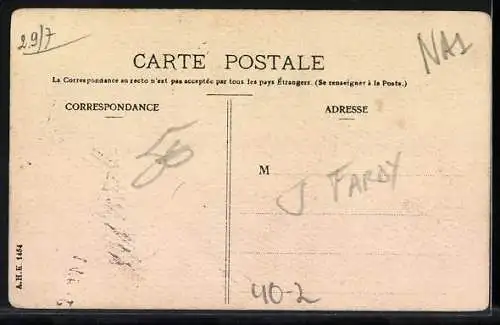 29/7
NA1
CARTE POSTALE
La Correspondance au recto n'est pas acceptée par tous les pays Étrangers. (Se renseigner à la Poste.)
CORRESPONDANCE
ADRESSE
50
M
J. FARDY
40-2
A.H.K. 1454